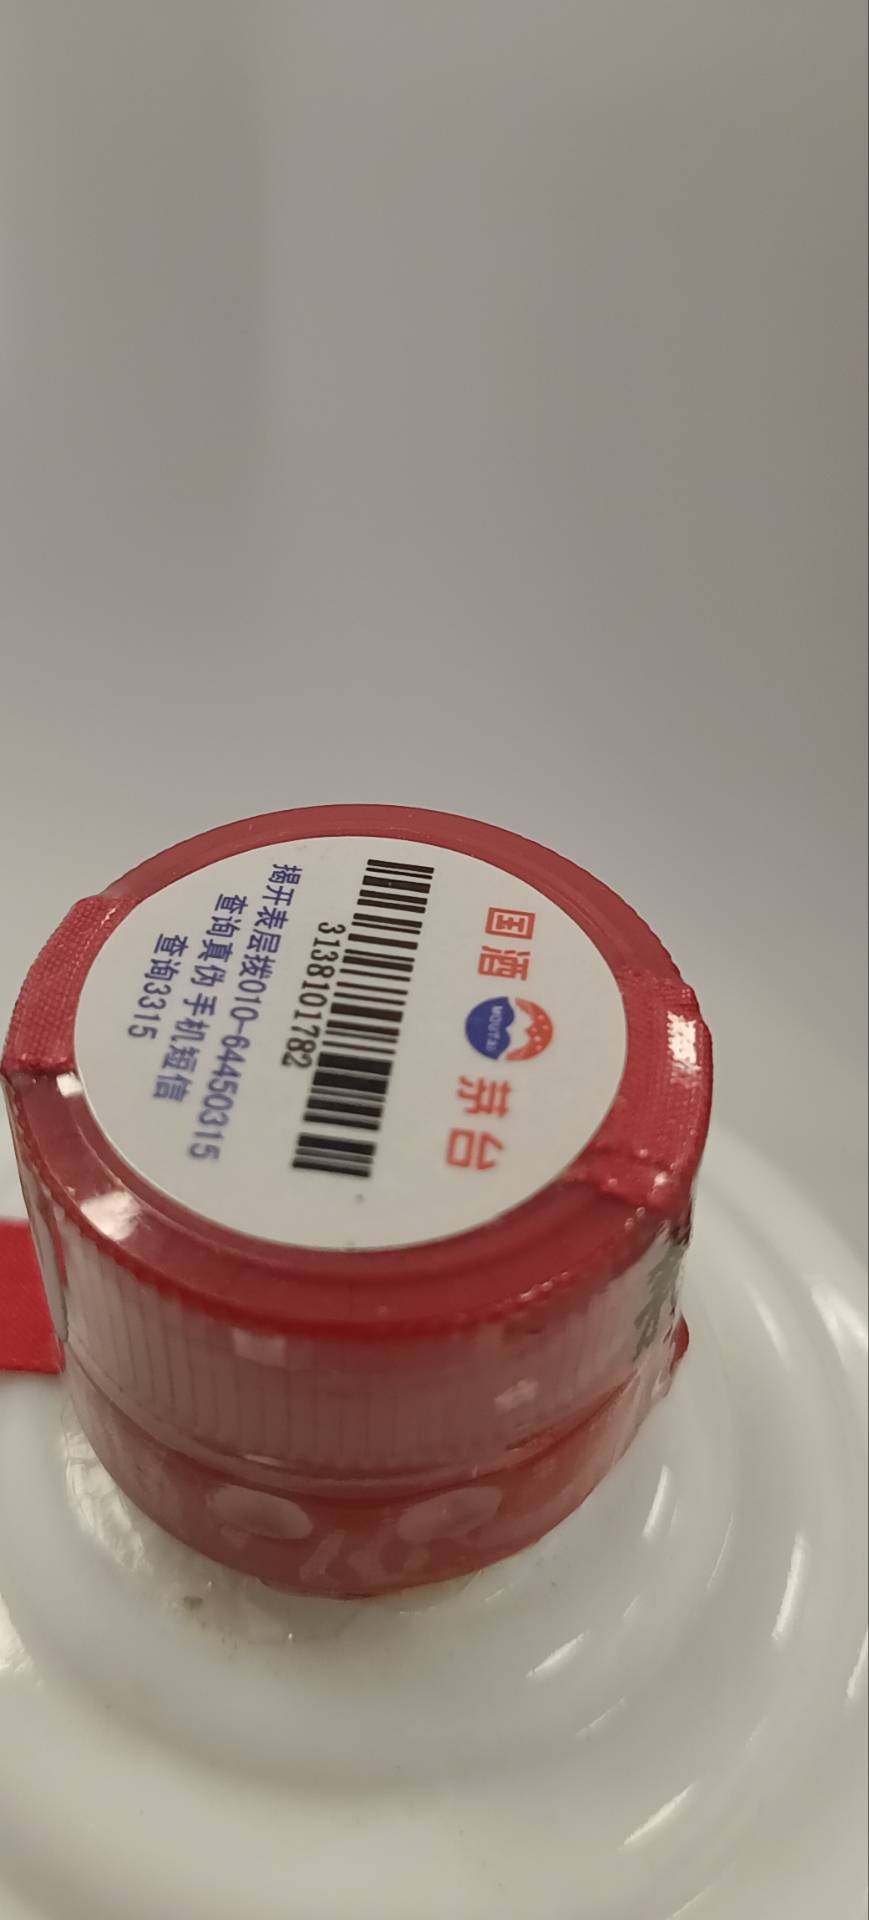 国酒 MOUTAI 茅台
3138101782
揭开表层拨010-64450315
查询真伪 手机短信
查询3315